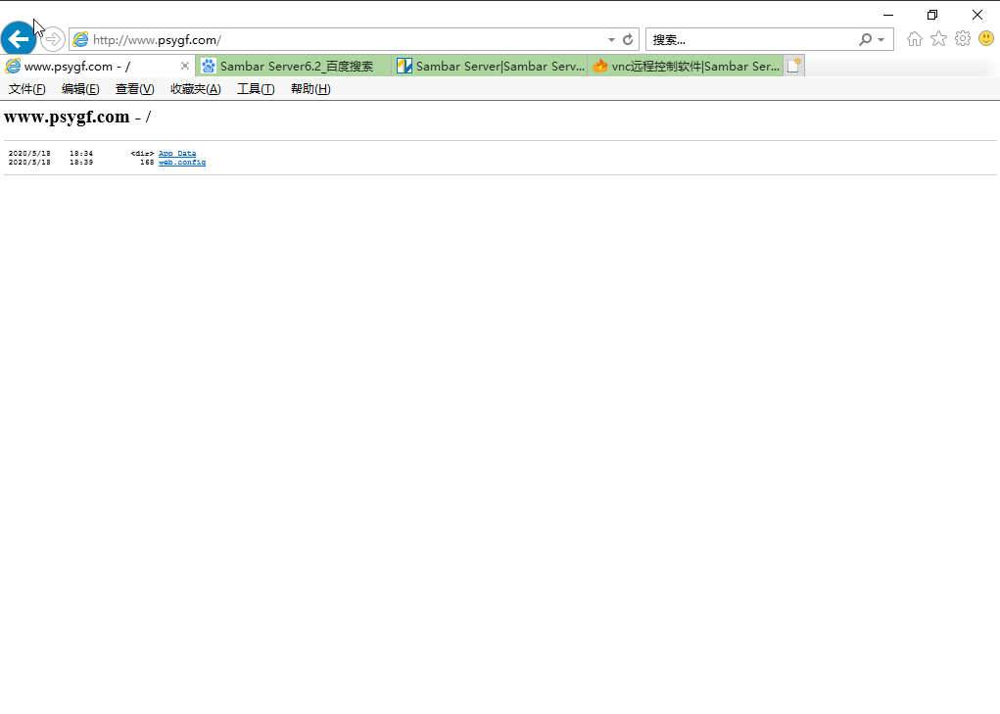 http://www.psygf.com/
搜索...
www.psygf.com - /
Sambar Server6.2_百度搜索
Sambar Server|Sambar Serv...
vnc远程控制软件|Sambar Ser...
文件(F) 编辑(E) 查看(V) 收藏夹(A) 工具(T) 帮助(H)
www.psygf.com - /
2020/5/18 18:34 <dir> App_Data
2020/5/18 18:39 168 web.config